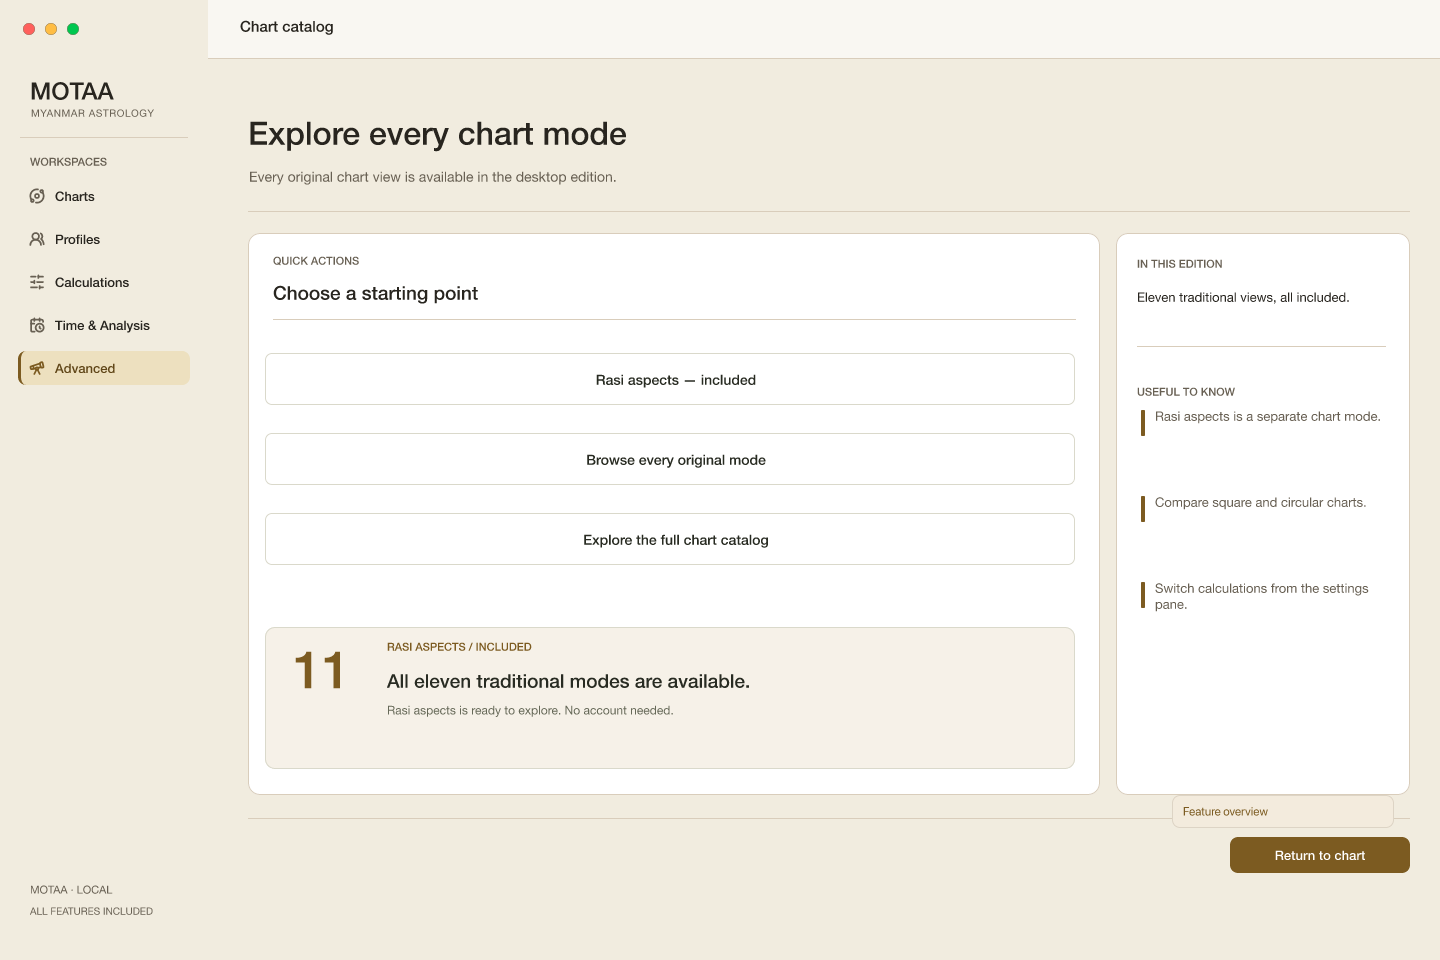 Chart catalog
MOTAA
MYANMAR ASTROLOGY
WORKSPACES
Charts
Profiles
Calculations
Time & Analysis
Advanced
MOTAA · LOCAL
ALL FEATURES INCLUDED
Explore every chart mode
Every original chart view is available in the desktop edition.
QUICK ACTIONS
Choose a starting point
Rasi aspects — included
Browse every original mode
Explore the full chart catalog
11
RASI ASPECTS / INCLUDED
All eleven traditional modes are available.
Rasi aspects is ready to explore. No account needed.
IN THIS EDITION
Eleven traditional views, all included.
USEFUL TO KNOW
Rasi aspects is a separate chart mode.
Compare square and circular charts.
Switch calculations from the settings
pane.
Feature overview
Return to chart